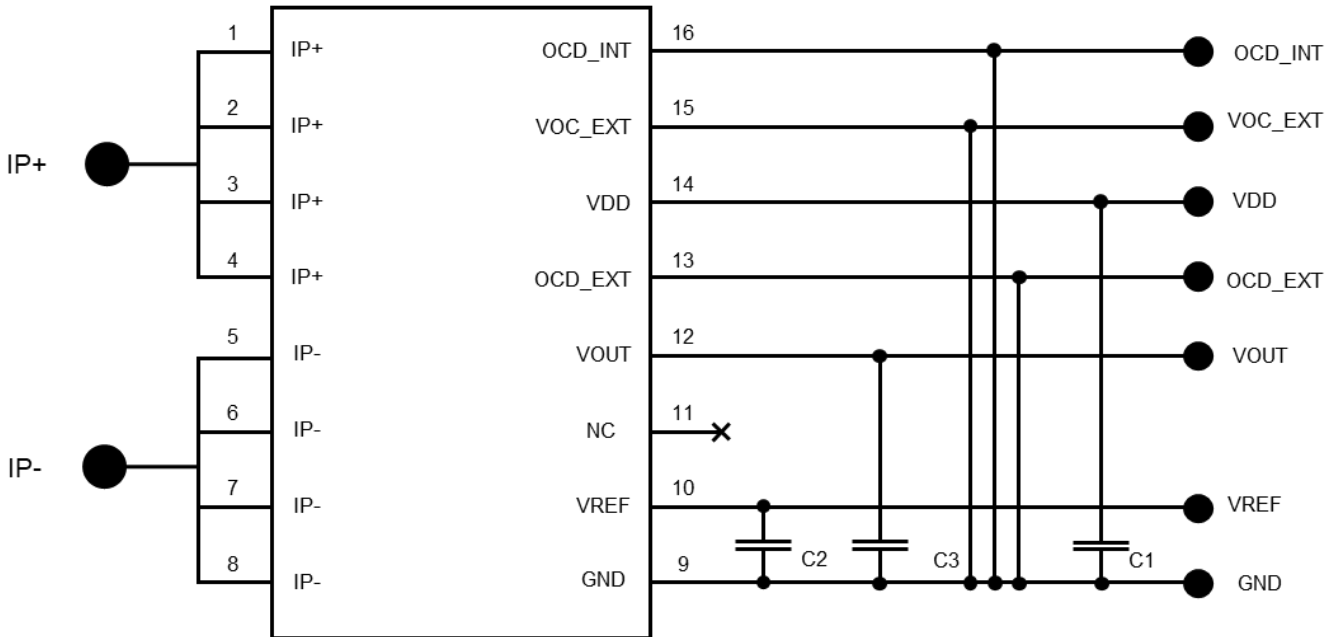 1 IP+ OCD_INT 16 OCD_INT
2 IP+ VOC_EXT 15 VOC_EXT
IP+
3 IP+ VDD 14 VDD
4 IP+ OCD_EXT 13 OCD_EXT
5 IP- VOUT 12 VOUT
6 IP- NC 11
IP-
7 IP- VREF 10 VREF
C2 C3 C1
8 IP- GND 9 GND